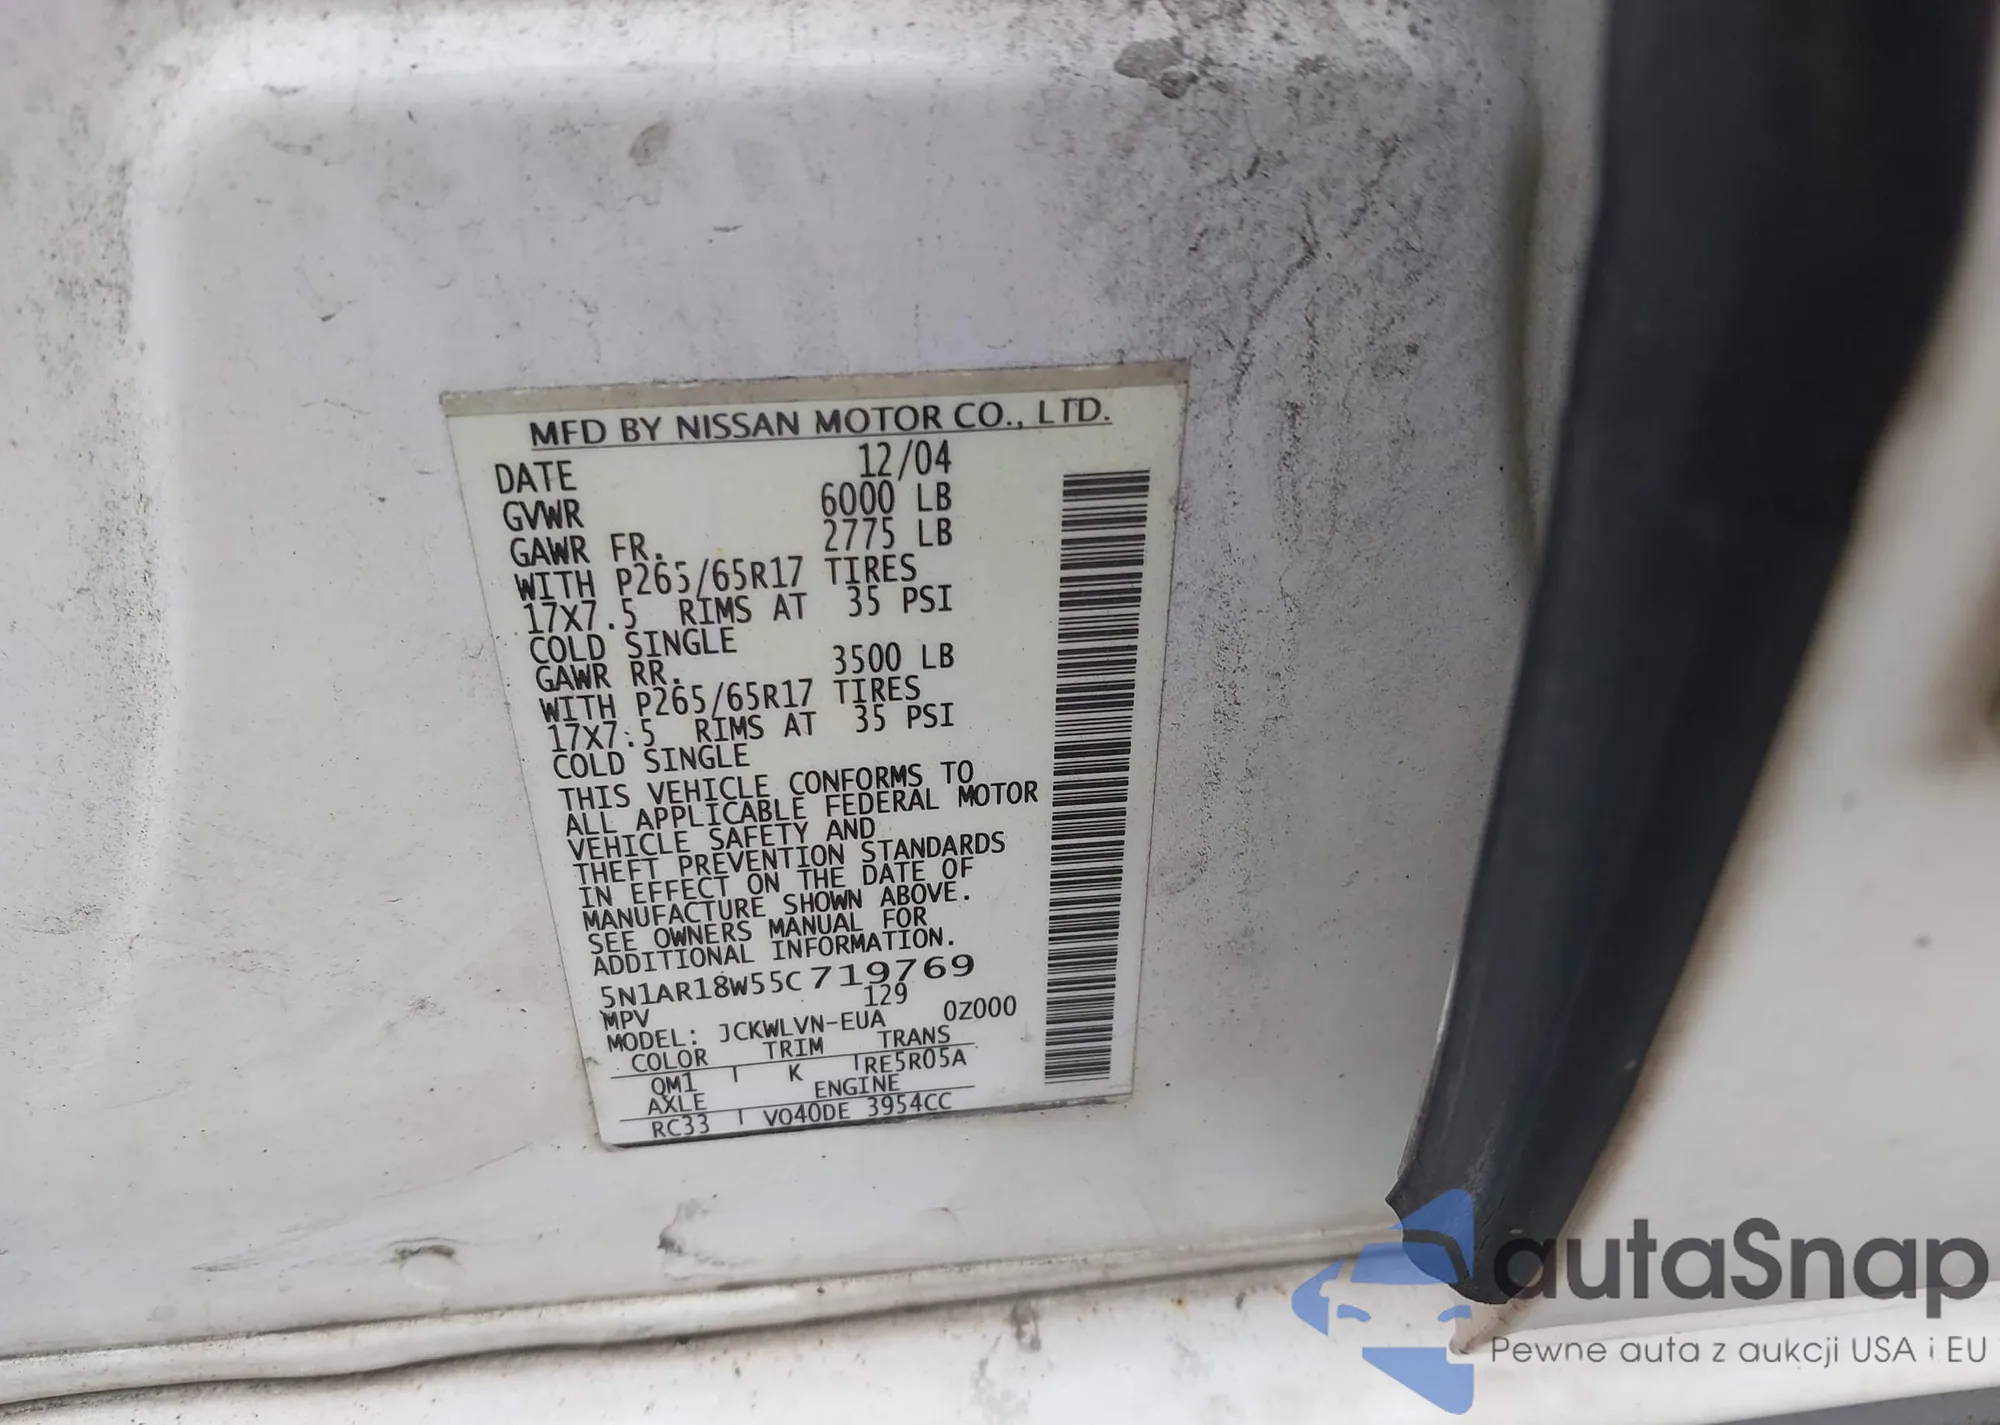 MFD BY NISSAN MOTOR CO., LTD.
DATE 12/04
GVWR 6000 LB
GAWR FR. 2775 LB
WITH P265/65R17 TIRES
17X7.5 RIMS AT 35 PSI
COLD SINGLE
GAWR RR. 3500 LB
WITH P265/65R17 TIRES
17X7.5 RIMS AT 35 PSI
COLD SINGLE
THIS VEHICLE CONFORMS TO
ALL APPLICABLE FEDERAL MOTOR
VEHICLE SAFETY AND
THEFT PREVENTION STANDARDS
IN EFFECT ON THE DATE OF
MANUFACTURE SHOWN ABOVE.
SEE OWNERS MANUAL FOR
ADDITIONAL INFORMATION.
5N1AR18W55C719769
MPV 129
MODEL: JCKWLVN-EUA 0Z000
COLOR TRIM TRANS
QM1 K RE5R05A
AXLE ENGINE
RC33 VO40DE 3954CC
autaSnap
Pewne auta z aukcji USA i EU